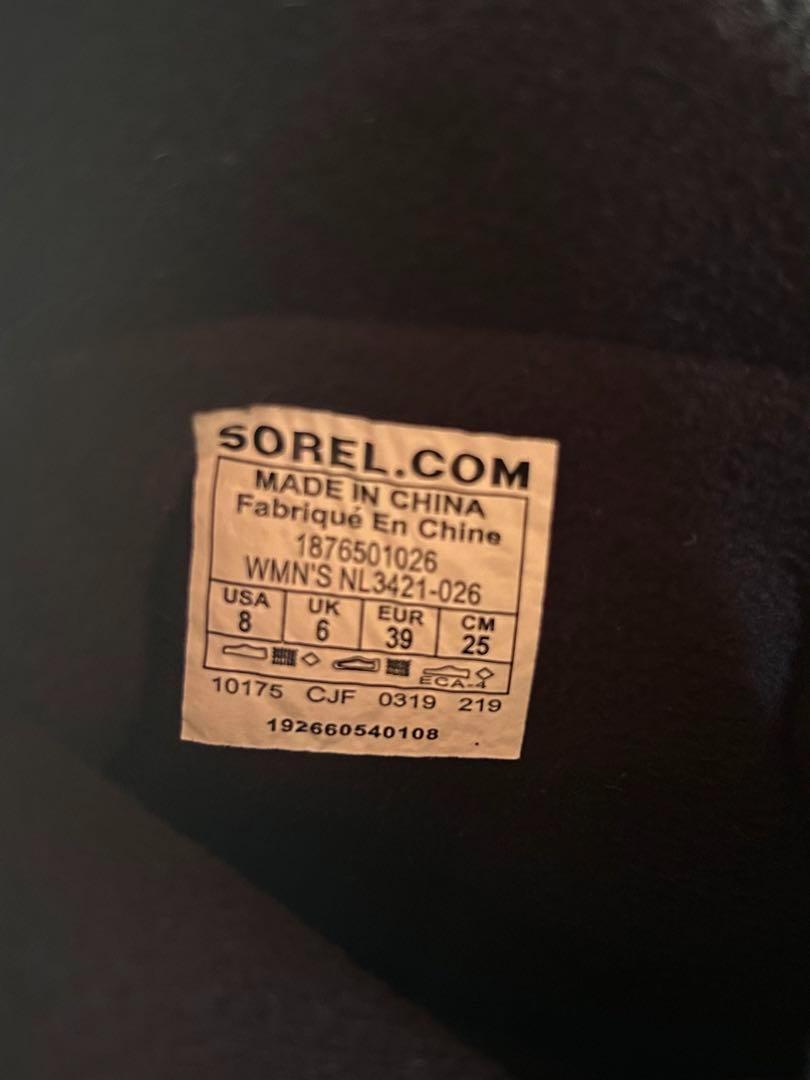 SOREL.COM
MADE IN CHINA
Fabriqué En Chine
1876501026
WMN'S NL3421-026
USA UK EUR CM
8 6 39 25
ECA-4
10175 CJF 0319 219
192660540108